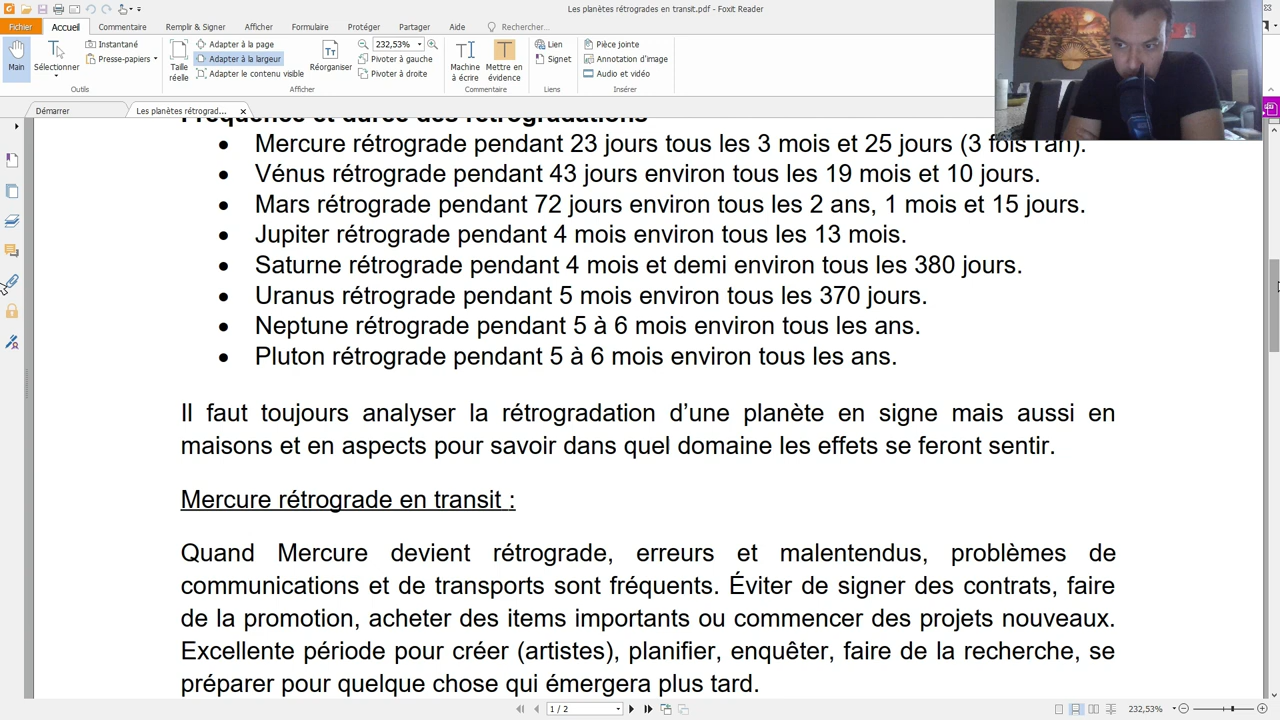 Les planètes rétrogrades en transit.pdf - Foxit Reader
Fichier Accueil Commentaire Remplir & Signer Afficher Formulaire Protéger Partager Aide Rechercher...
Main
Sélectionner
Instantané
Presse-papiers
Outils
Taille réelle
Adapter à la page
Adapter à la largeur
Adapter le contenu visible
Réorganiser
232,53%
Pivoter à gauche
Pivoter à droite
Afficher
Machine à écrire
Mettre en évidence
Commentaire
Lien
Signet
Liens
Pièce jointe
Annotation d'image
Audio et vidéo
Insérer
Démarrer Les planètes rétrograd...
Fréquence et durée des rétrogradations
• Mercure rétrograde pendant 23 jours tous les 3 mois et 25 jours (3 fois l'an).
• Vénus rétrograde pendant 43 jours environ tous les 19 mois et 10 jours.
• Mars rétrograde pendant 72 jours environ tous les 2 ans, 1 mois et 15 jours.
• Jupiter rétrograde pendant 4 mois environ tous les 13 mois.
• Saturne rétrograde pendant 4 mois et demi environ tous les 380 jours.
• Uranus rétrograde pendant 5 mois environ tous les 370 jours.
• Neptune rétrograde pendant 5 à 6 mois environ tous les ans.
• Pluton rétrograde pendant 5 à 6 mois environ tous les ans.
Il faut toujours analyser la rétrogradation d’une planète en signe mais aussi en
maisons et en aspects pour savoir dans quel domaine les effets se feront sentir.
Mercure rétrograde en transit :
Quand Mercure devient rétrograde, erreurs et malentendus, problèmes de
communications et de transports sont fréquents. Éviter de signer des contrats, faire
de la promotion, acheter des items importants ou commencer des projets nouveaux.
Excellente période pour créer (artistes), planifier, enquêter, faire de la recherche, se
préparer pour quelque chose qui émergera plus tard.
1 / 2
232,53%